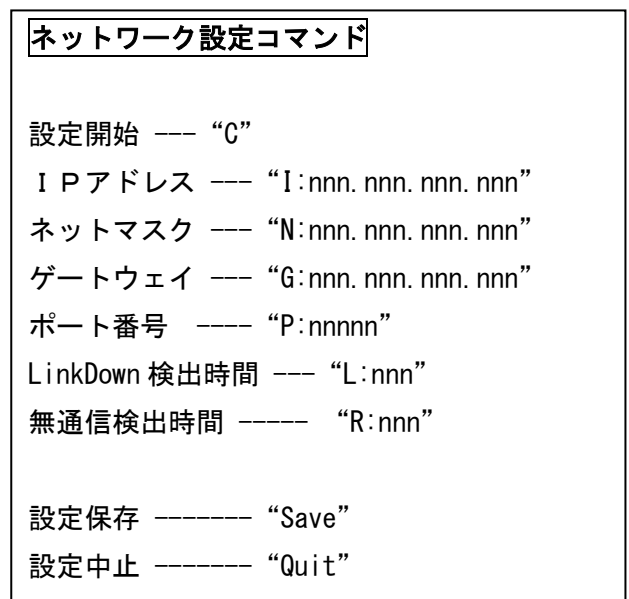 ネットワーク設定コマンド
設定開始 --- “C”
ＩＰアドレス --- “I:nnn.nnn.nnn.nnn”
ネットマスク --- “N:nnn.nnn.nnn.nnn”
ゲートウェイ --- “G:nnn.nnn.nnn.nnn”
ポート番号　---- “P:nnnnn”
LinkDown 検出時間 --- “L:nnn”
無通信検出時間 -----　“R:nnn”
設定保存 ------- “Save”
設定中止 ------- “Quit”